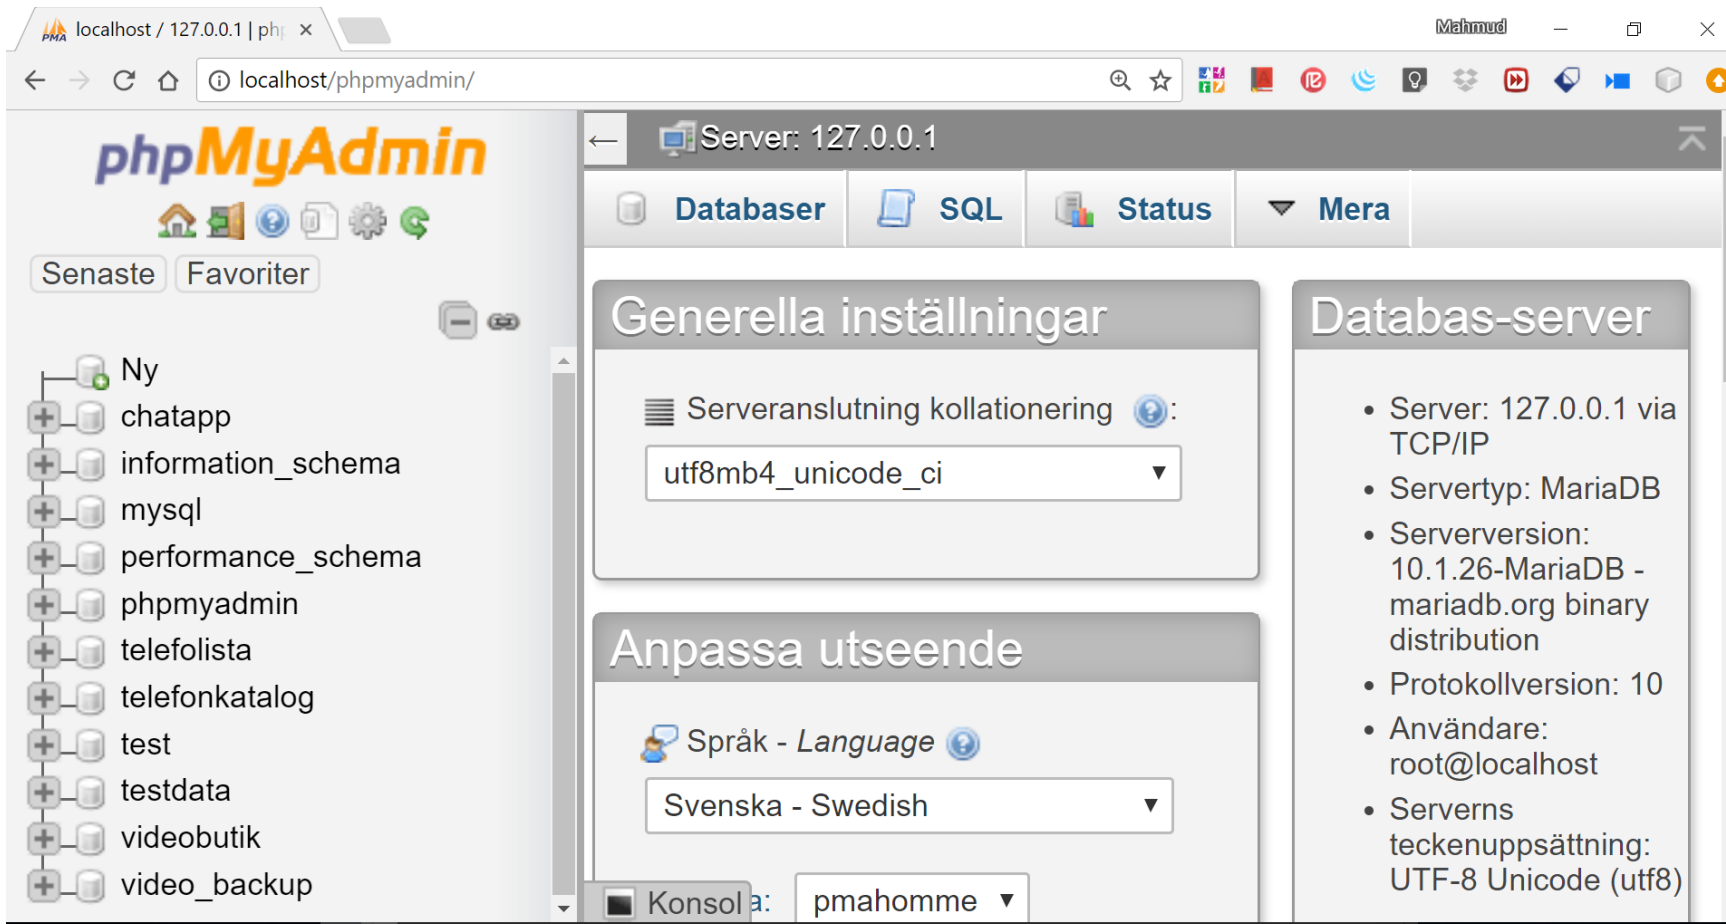 localhost / 127.0.0.1 | ph
Mahmud
localhost/phpmyadmin/
phpMyAdmin
Senaste Favoriter
Ny
chatapp
information_schema
mysql
performance_schema
phpmyadmin
telefolista
telefonkatalog
test
testdata
videobutik
video_backup
Server: 127.0.0.1
Databaser SQL Status Mera
Generella inställningar
Serveranslutning kollationering :
utf8mb4_unicode_ci
Anpassa utseende
Språk - Language
Svenska - Swedish
a: pmahomme
Konsol
Databas-server
Server: 127.0.0.1 via
TCP/IP
Servertyp: MariaDB
Serverversion:
10.1.26-MariaDB -
mariadb.org binary
distribution
Protokollversion: 10
Användare:
root@localhost
Serverns
teckenuppsättning:
UTF-8 Unicode (utf8)